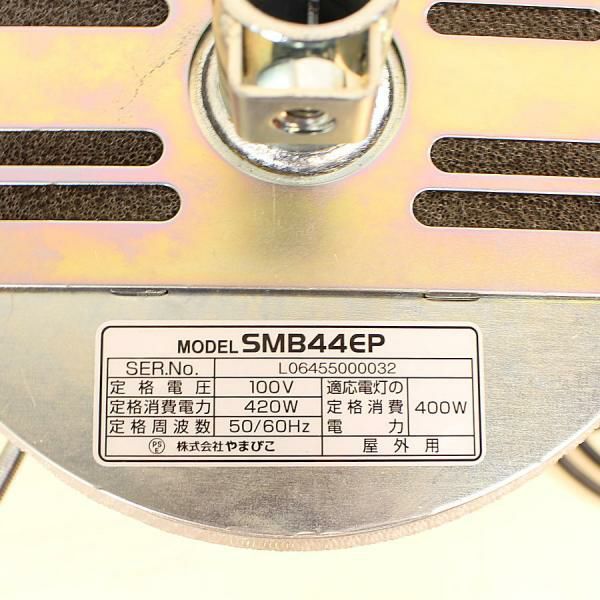 MODEL SMB44EP
SER.No. L06455000032
定格電圧 100V 適応電灯の
定格消費電力 420W 定格消費 400W
定格周波数 50/60Hz 電力
PSE 株式会社やまびこ 屋外用